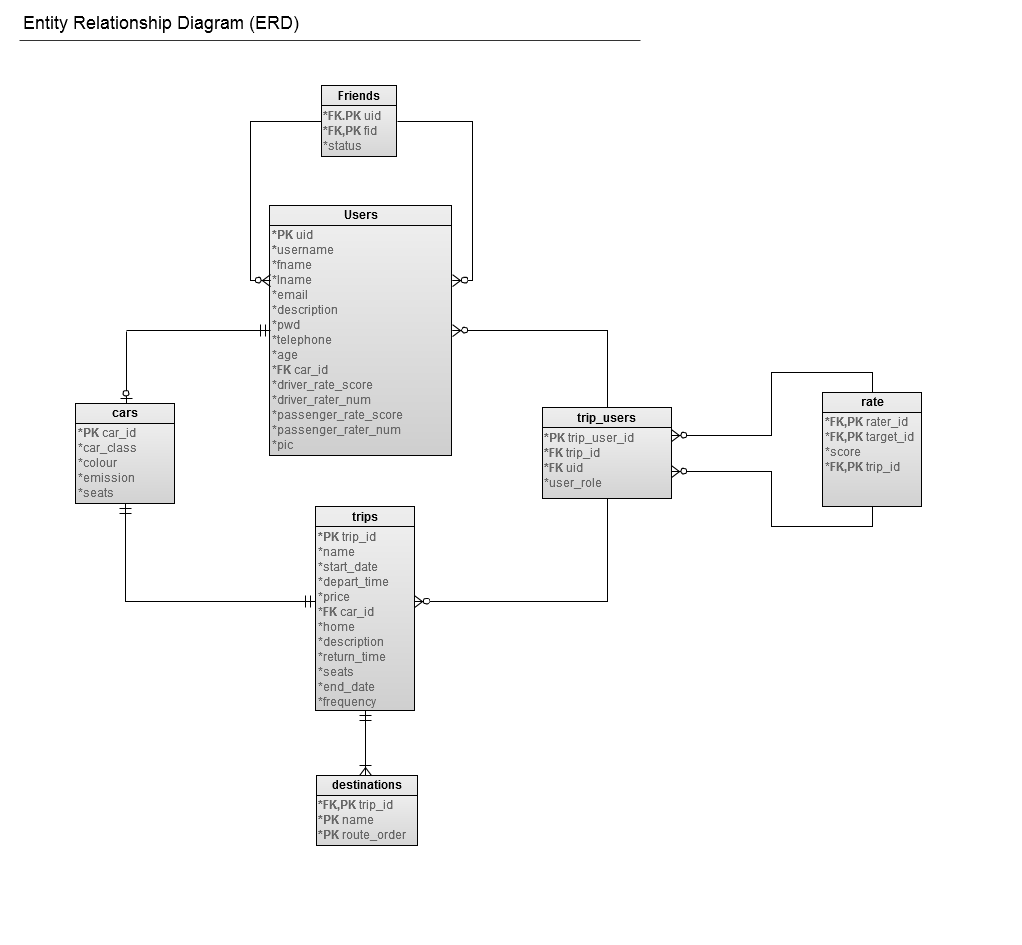 Entity Relationship Diagram (ERD)
Friends
*FK.PK uid
*FK,PK fid
*status
Users
*PK uid
*username
*fname
*lname
*email
*description
*pwd
*telephone
*age
*FK car_id
*driver_rate_score
*driver_rater_num
*passenger_rate_score
*passenger_rater_num
*pic
cars
*PK car_id
*car_class
*colour
*emission
*seats
trip_users
*PK trip_user_id
*FK trip_id
*FK uid
*user_role
rate
*FK,PK rater_id
*FK,PK target_id
*score
*FK,PK trip_id
trips
*PK trip_id
*name
*start_date
*depart_time
*price
*FK car_id
*home
*description
*return_time
*seats
*end_date
*frequency
destinations
*FK,PK trip_id
*PK name
*PK route_order